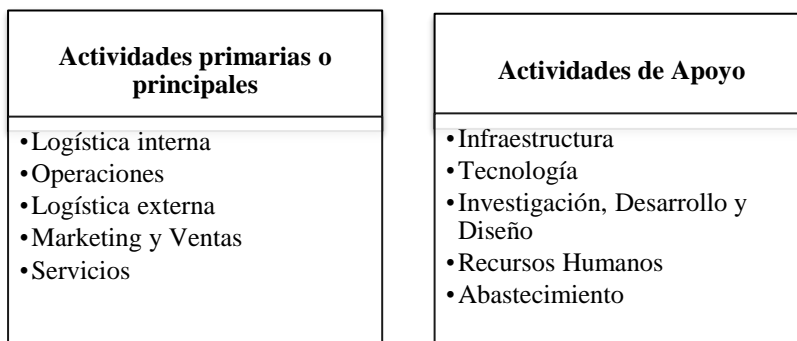 Actividades primarias o
principales
•Logística interna
•Operaciones
•Logística externa
•Marketing y Ventas
•Servicios
Actividades de Apoyo
•Infraestructura
•Tecnología
•Investigación, Desarrollo y
Diseño
•Recursos Humanos
•Abastecimiento